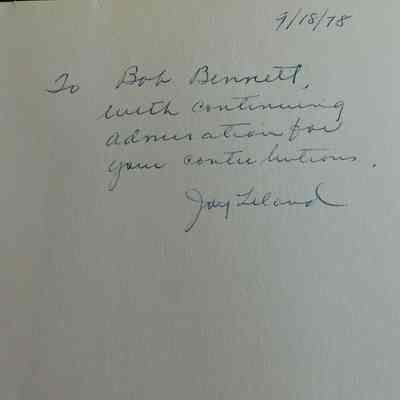 9/18/78
To Bob Bennett,
with continuing
admiration for
your contributions.
Jay Leland